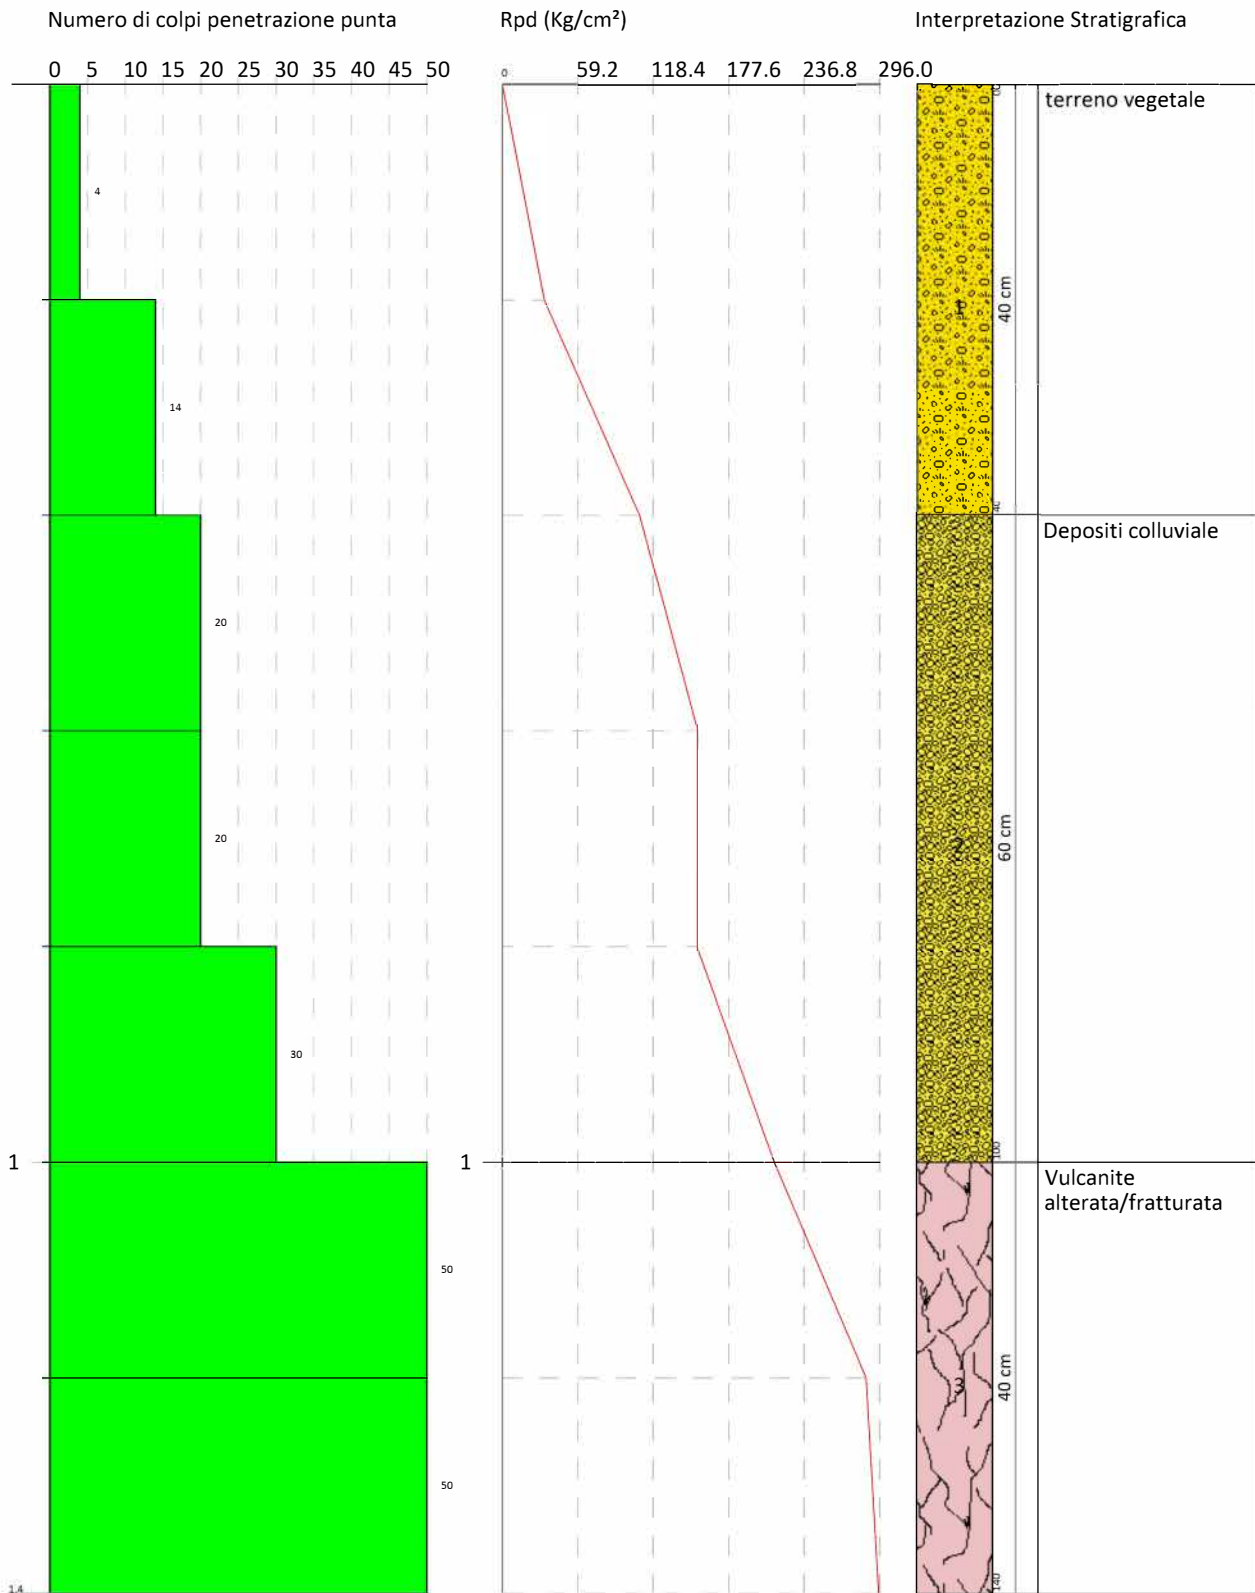 Numero di colpi penetrazione punta
Rpd (Kg/cm²)
Interpretazione Stratigrafica
0 5 10 15 20 25 30 35 40 45 50
0 59.2 118.4 177.6 236.8 296.0
terreno vegetale
4
1
40 cm
14
40
Depositi colluviale
20
2
60 cm
20
30
100
1
1
Vulcanite
alterata/fratturata
50
3
40 cm
50
140
1.4